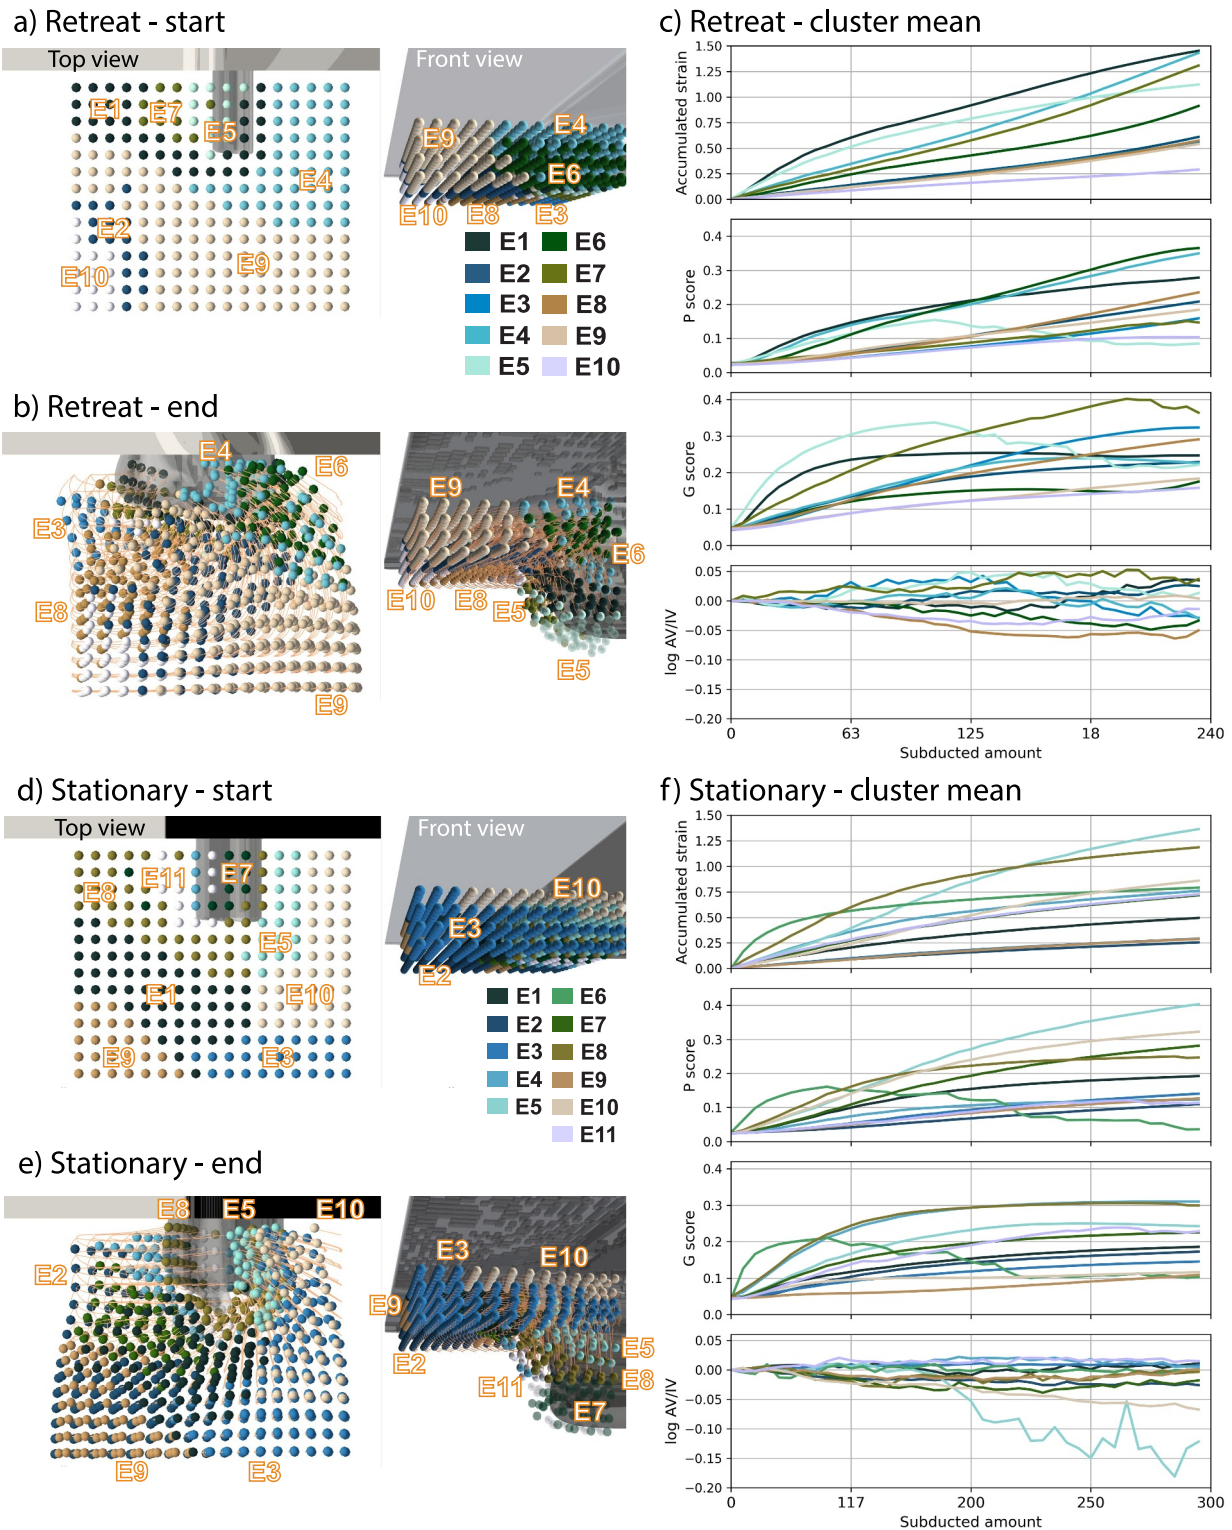 a) Retreat - start
Top view
Front view
E1
E7
E5
E4
E2
E10
E9
E9
E4
E6
E10
E8
E3
E1
E6
E2
E7
E3
E8
E4
E9
E5
E10
b) Retreat - end
E4
E6
E3
E8
E9
E9
E4
E6
E10
E8
E5
E5
c) Retreat - cluster mean
1.50
1.25
1.00
0.75
0.50
0.25
0.00
Accumulated strain
0.4
0.3
0.2
0.1
0.0
P score
0.4
0.3
0.2
0.1
0.0
G score
0.05
0.00
−0.05
−0.10
−0.15
−0.20
log AV/IV
0
63
125
18
240
Subducted amount
d) Stationary - start
Top view
Front view
E11
E7
E8
E5
E1
E10
E9
E3
E10
E3
E2
E1
E6
E2
E7
E3
E8
E4
E9
E5
E10
E11
e) Stationary - end
E8
E5
E10
E2
E9
E3
E3
E10
E9
E5
E2
E11
E8
E7
f) Stationary - cluster mean
1.50
1.25
1.00
0.75
0.50
0.25
0.00
Accumulated strain
0.4
0.3
0.2
0.1
0.0
P score
0.4
0.3
0.2
0.1
0.0
G score
0.05
0.00
−0.05
−0.10
−0.15
−0.20
log AV/IV
0
117
200
250
300
Subducted amount